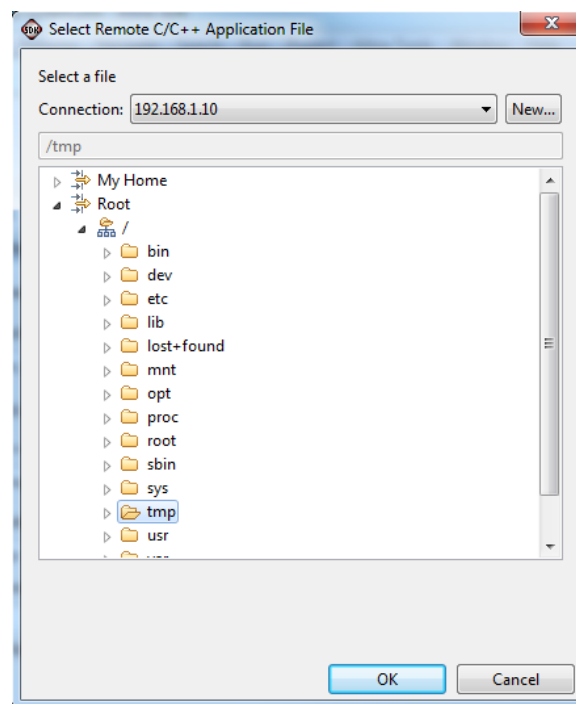 SDK Select Remote C/C++ Application File
Select a file
Connection: 192.168.1.10 New...
/tmp
My Home
Root
/
bin
dev
etc
lib
lost+found
mnt
opt
proc
root
sbin
sys
tmp
usr
OK Cancel